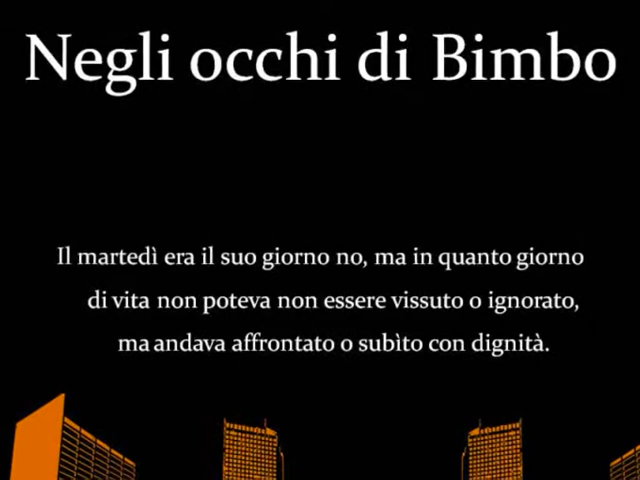 Negli occhi di Bimbo
Il martedì era il suo giorno no, ma in quanto giorno
di vita non poteva non essere vissuto o ignorato,
ma andava affrontato o subìto con dignità.